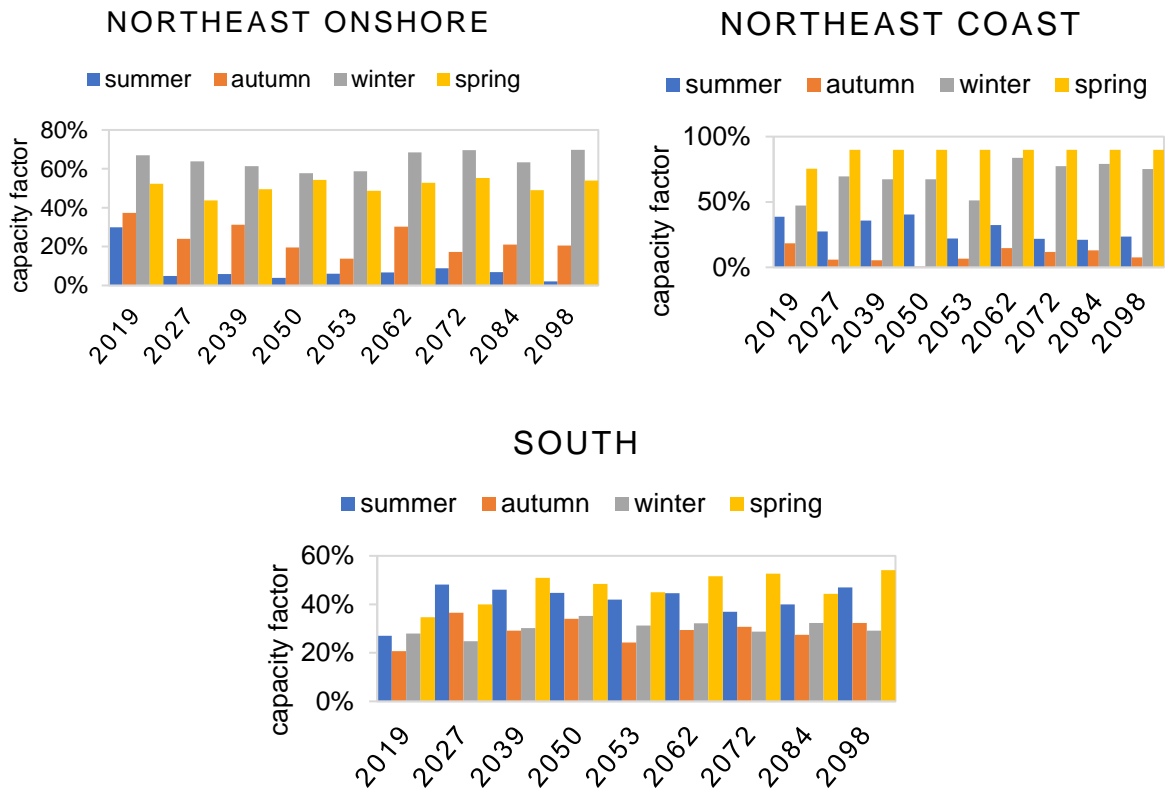 NORTHEAST ONSHORE
summer autumn winter spring
80%
60%
40%
20%
0%
capacity factor
2019 2027 2039 2050 2053 2062 2072 2084 2098
NORTHEAST COAST
summer autumn winter spring
100%
50%
0%
capacity factor
2019 2027 2039 2050 2053 2062 2072 2084 2098
SOUTH
summer autumn winter spring
60%
40%
20%
0%
capacity factor
2019 2027 2039 2050 2053 2062 2072 2084 2098